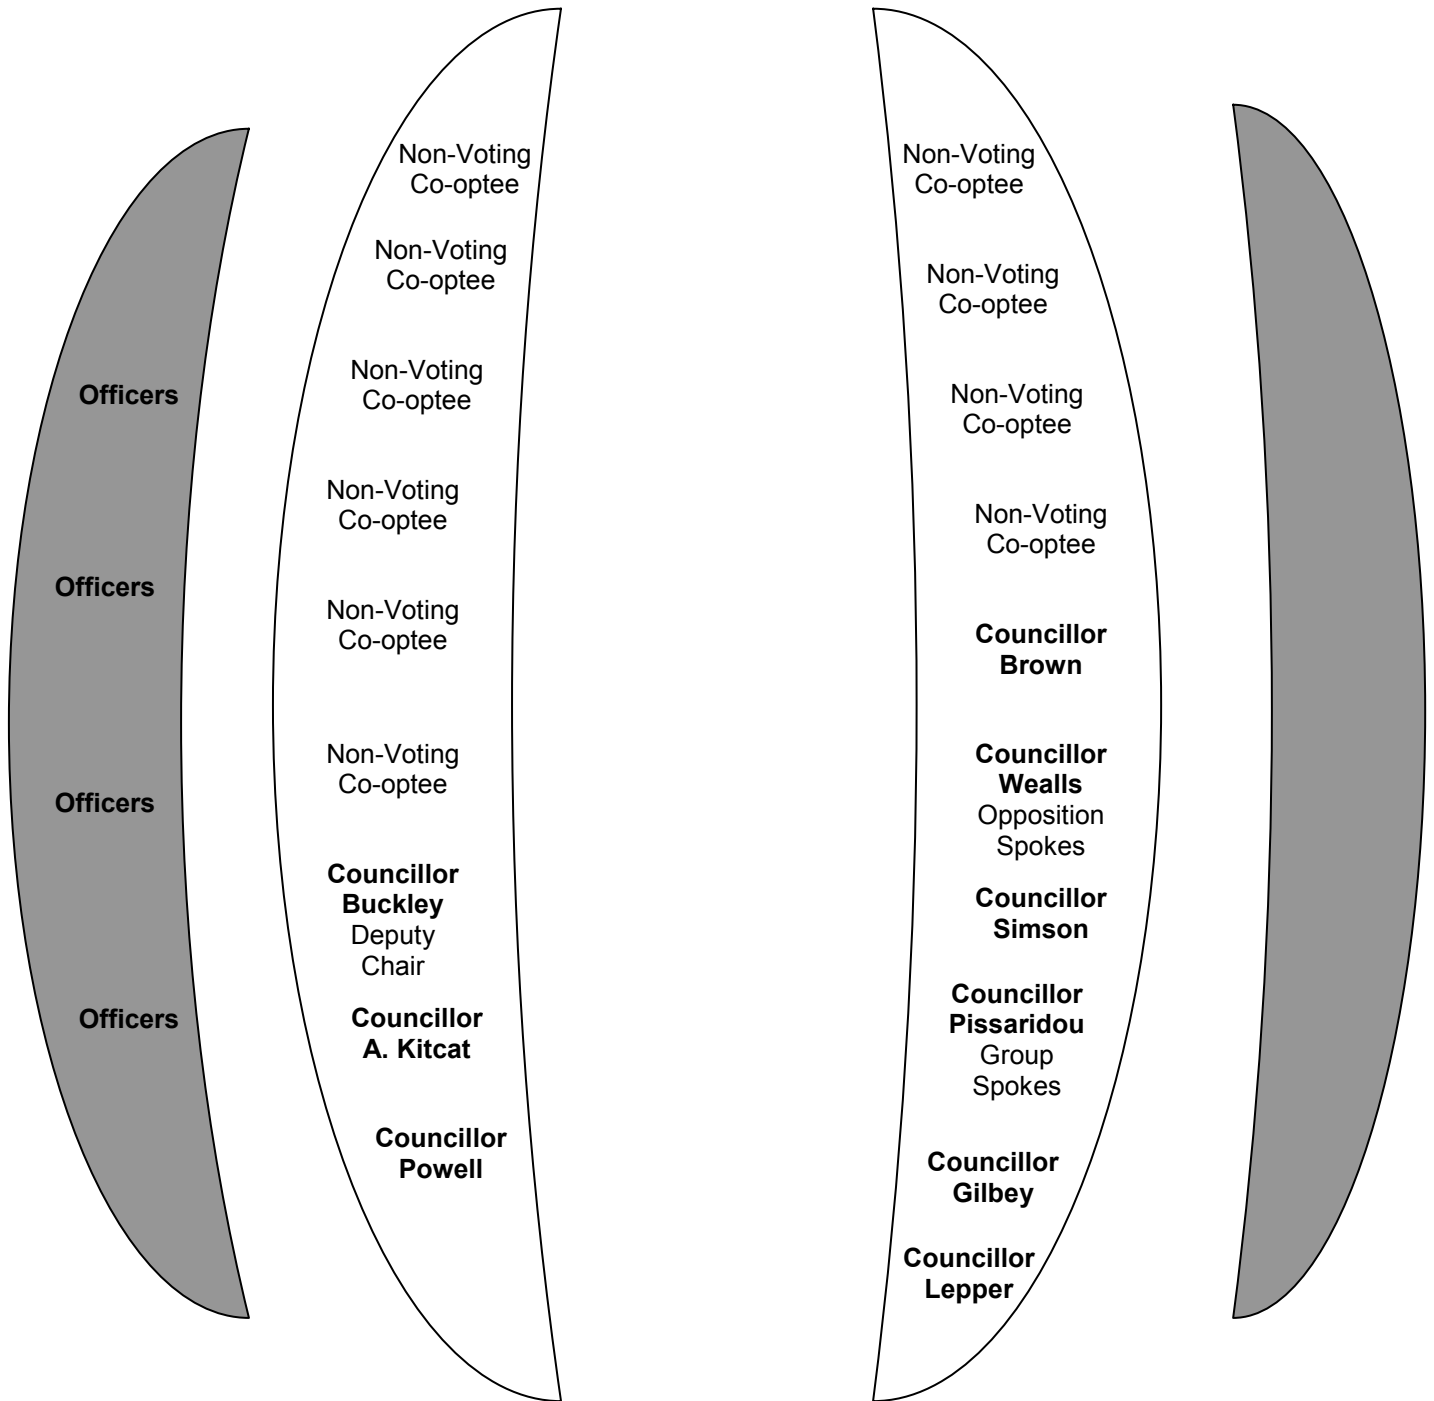 Officers
Officers
Officers
Officers
Non-Voting
Co-optee
Non-Voting
Co-optee
Non-Voting
Co-optee
Non-Voting
Co-optee
Non-Voting
Co-optee
Non-Voting
Co-optee
Councillor
Buckley
Deputy
Chair
Councillor
A. Kitcat
Councillor
Powell
Non-Voting
Co-optee
Non-Voting
Co-optee
Non-Voting
Co-optee
Non-Voting
Co-optee
Councillor
Brown
Councillor
Wealls
Opposition
Spokes
Councillor
Simson
Councillor
Pissaridou
Group
Spokes
Councillor
Gilbey
Councillor
Lepper